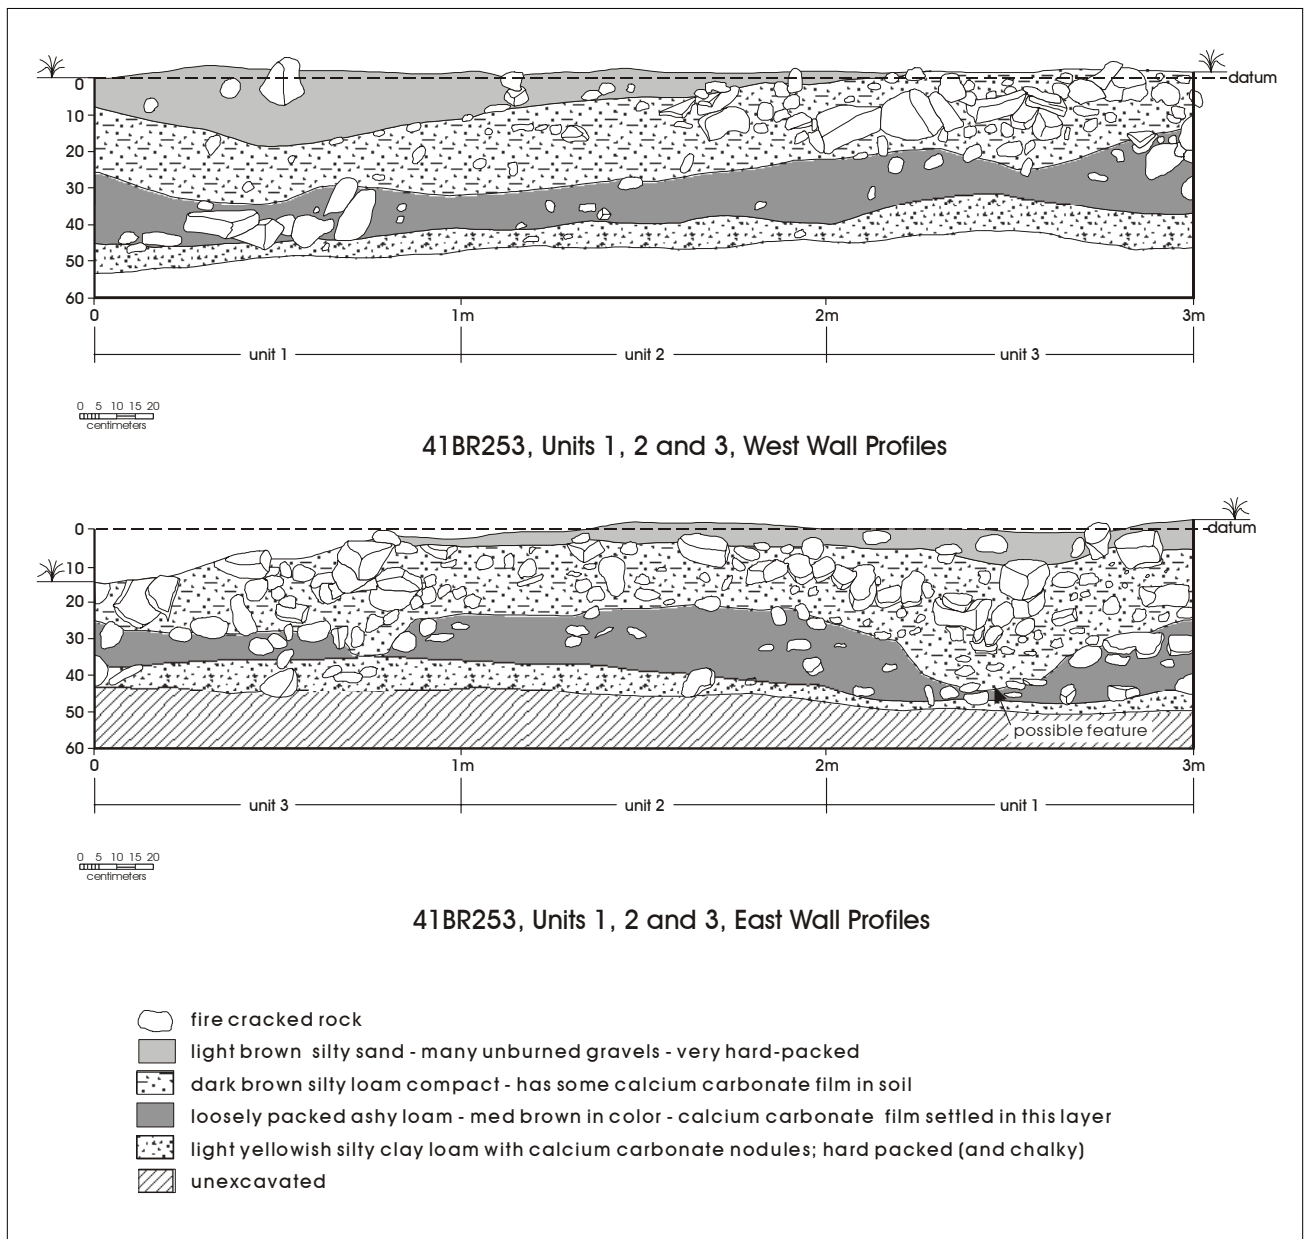 datum
0
10
20
30
40
50
60
0 1m 2m 3m
unit 1 unit 2 unit 3
0 5 10 15 20
centimeters
41BR253, Units 1, 2 and 3, West Wall Profiles
0
datum
10
20
30
40
50
possible feature
60
0 1m 2m 3m
unit 3 unit 2 unit 1
0 5 10 15 20
centimeters
41BR253, Units 1, 2 and 3, East Wall Profiles
fire cracked rock
light brown silty sand - many unburned gravels - very hard-packed
dark brown silty loam compact - has some calcium carbonate film in soil
loosely packed ashy loam - med brown in color - calcium carbonate film settled in this layer
light yellowish silty clay loam with calcium carbonate nodules; hard packed (and chalky)
unexcavated